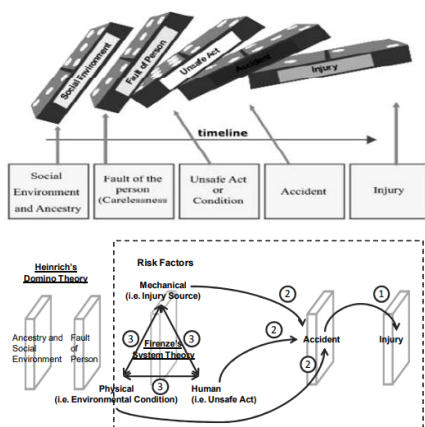 Social Environment
Fault of Person
Unsafe Act
Accident
Injury
timeline
Social
Environment
and Ancestry
Fault of the
person
(Carelessness
Unsafe Act
or
Condition
Accident
Injury
Heinrich's
Domino Theory
Ancestry and
Social
Environment
Fault
of
Person
Risk Factors
Mechanical
(i.e. Injury Source)
3
3
Firenze's
System Theory
3
Physical
(i.e. Environmental Condition)
Human
(i.e. Unsafe Act)
2
2
2
Accident
1
Injury